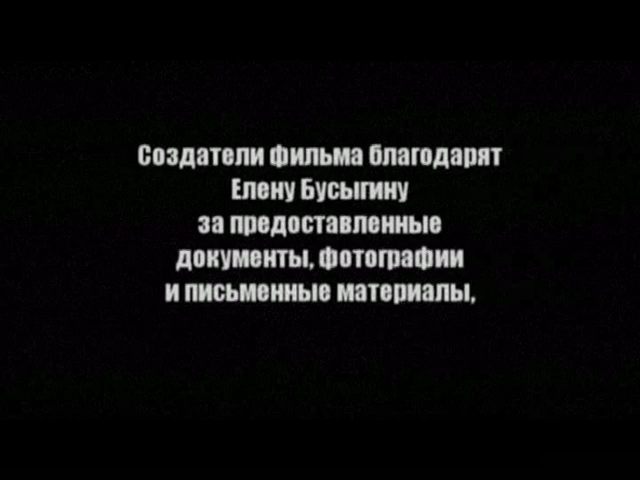 Создатели фильма благодарят
Елену Бусыгину
за предоставленные
документы, фотографии
и письменные материалы,